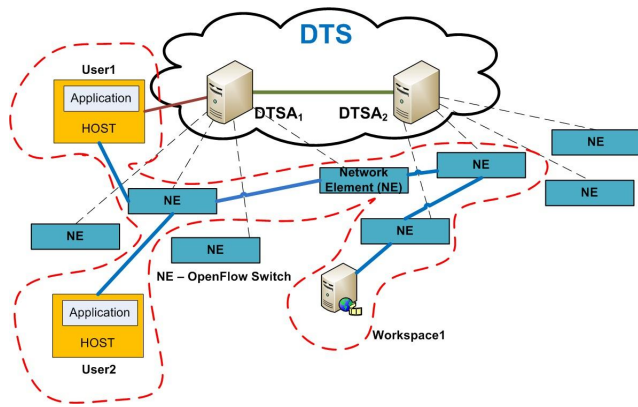 DTS
User1
Application
HOST
DTSA1
DTSA2
NE
NE
Network
Element (NE)
NE
NE
NE
NE
NE
NE – OpenFlow Switch
Application
HOST
User2
Workspace1